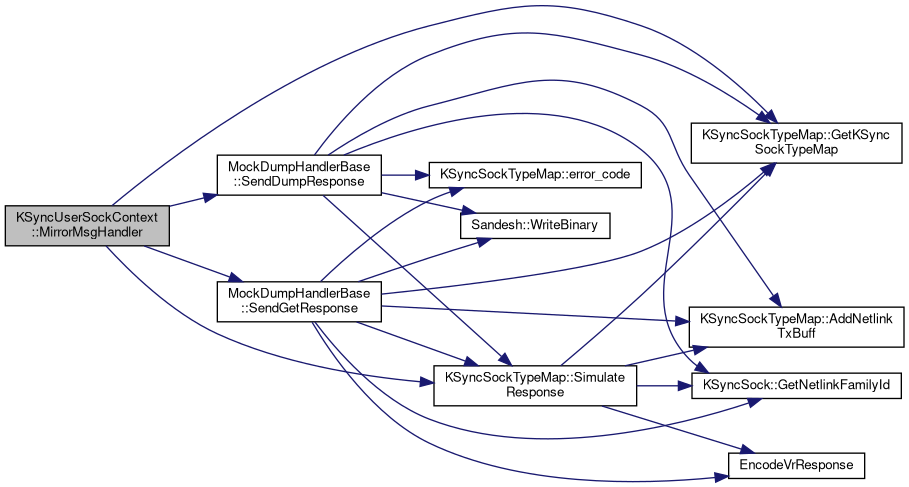 KSyncUserSockContext
::MirrorMsgHandler
MockDumpHandlerBase
::SendDumpResponse
MockDumpHandlerBase
::SendGetResponse
KSyncSockTypeMap::error_code
Sandesh::WriteBinary
KSyncSockTypeMap::Simulate
Response
KSyncSockTypeMap::GetKSync
SockTypeMap
KSyncSockTypeMap::AddNetlink
TxBuff
KSyncSock::GetNetlinkFamilyId
EncodeVrResponse